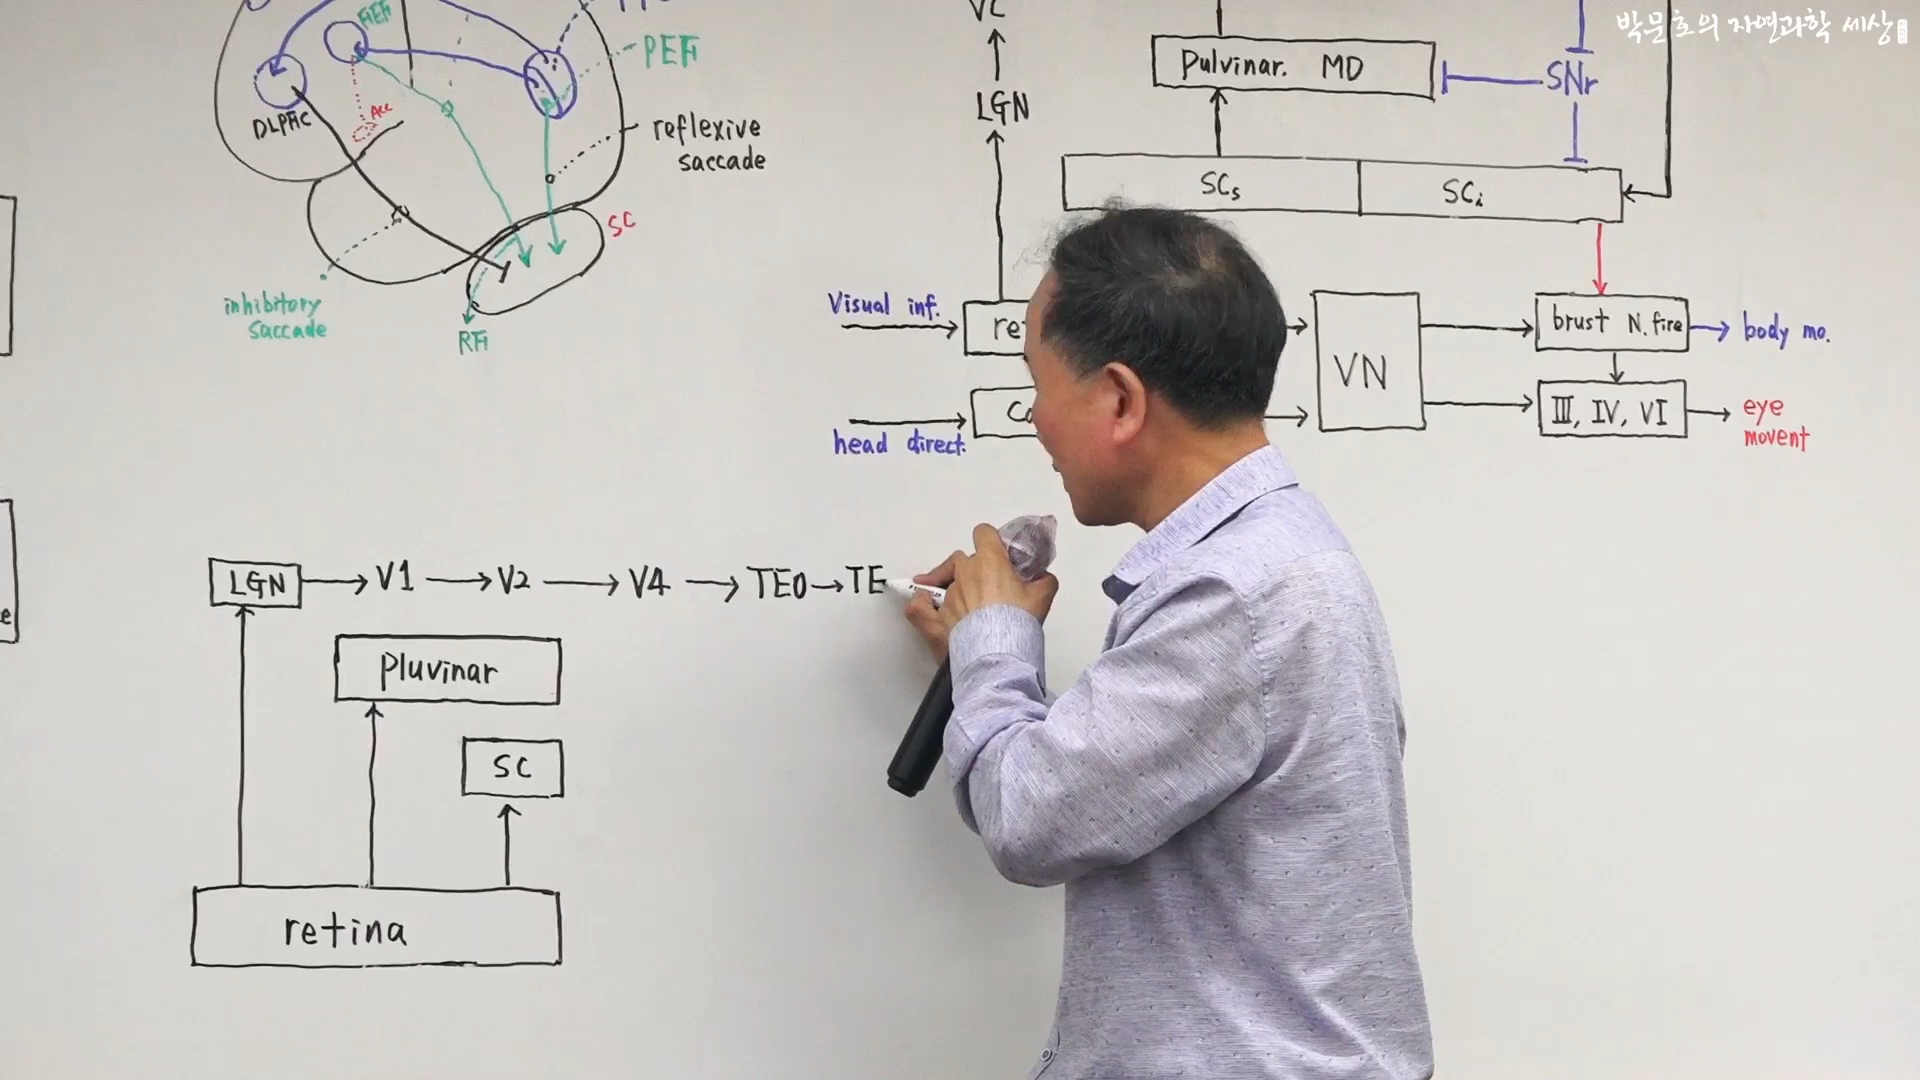 박문호의 자연과학 세상
FEF
PEF
DLPFC
Acc
reflexive
saccade
SC
inhibitory
saccade
RF
VC
LGN
Pulvinar. MD
SNr
SCs
SCi
Visual inf.
head direct.
VN
brust N. fire
body mo.
III, IV, VI
eye
movent
LGN → V1 → V2 → V4 → TEO → TE
Pluvinar
SC
retina